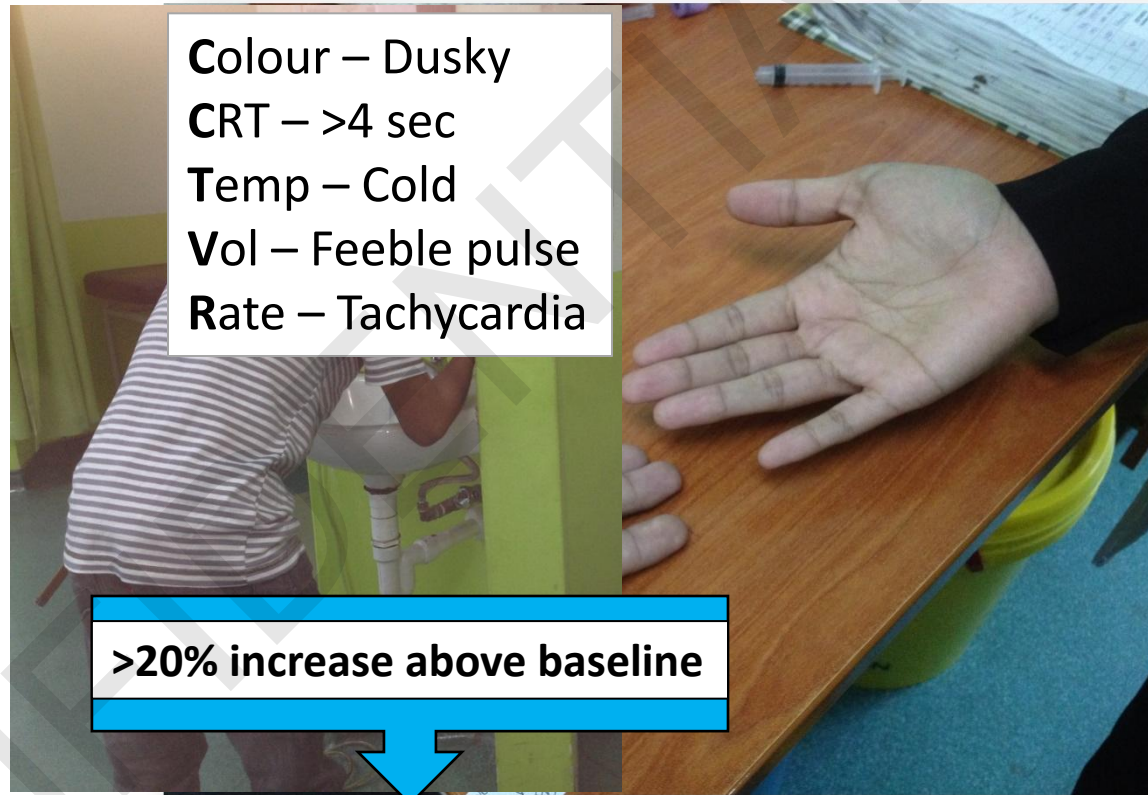 Colour – Dusky
CRT – >4 sec
Temp – Cold
Vol – Feeble pulse
Rate – Tachycardia
>20% increase above baseline